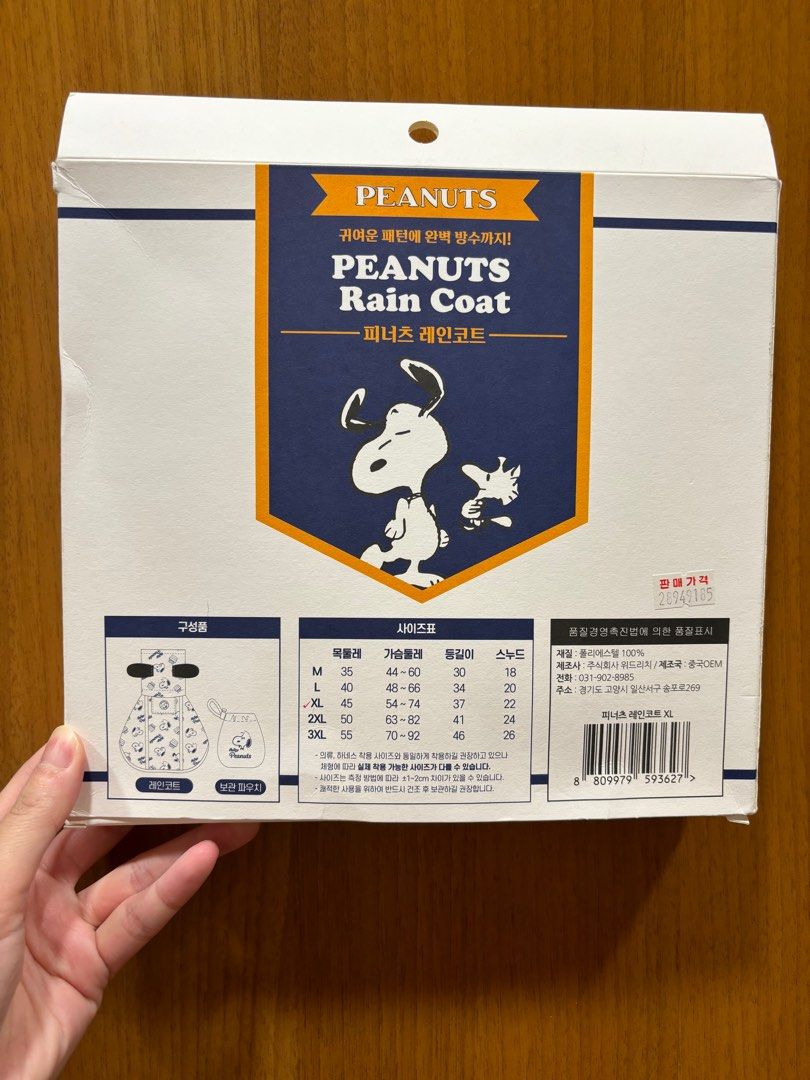 PEANUTS
귀여운 패턴에 완벽 방수까지!
PEANUTS
Rain Coat
피너츠 레인코트
판매가격
28949185
구성품
Peanuts
레인코트 보관 파우치
사이즈표
목둘레 가슴둘레 등길이 스누드
M 35 44~60 30 18
L 40 48~66 34 20
✓XL 45 54~74 37 22
2XL 50 63~82 41 24
3XL 55 70~92 46 26
- 의류, 하네스 착용 사이즈와 동일하게 착용하길 권장하고 있으나
체형에 따라 실제 착용 가능한 사이즈가 다를 수 있습니다.
- 사이즈는 측정 방법에 따라 ±1~2cm 차이가 있을 수 있습니다.
- 쾌적한 사용을 위하여 반드시 건조 후 보관하길 권장합니다.
품질경영촉진법에 의한 품질표시
재질 : 폴리에스텔 100%
제조사 : 주식회사 위드리치 / 제조국 : 중국OEM
전화 : 031-902-8985
주소 : 경기도 고양시 일산서구 송포로269
피너츠 레인코트 XL
8 809979 593627 >